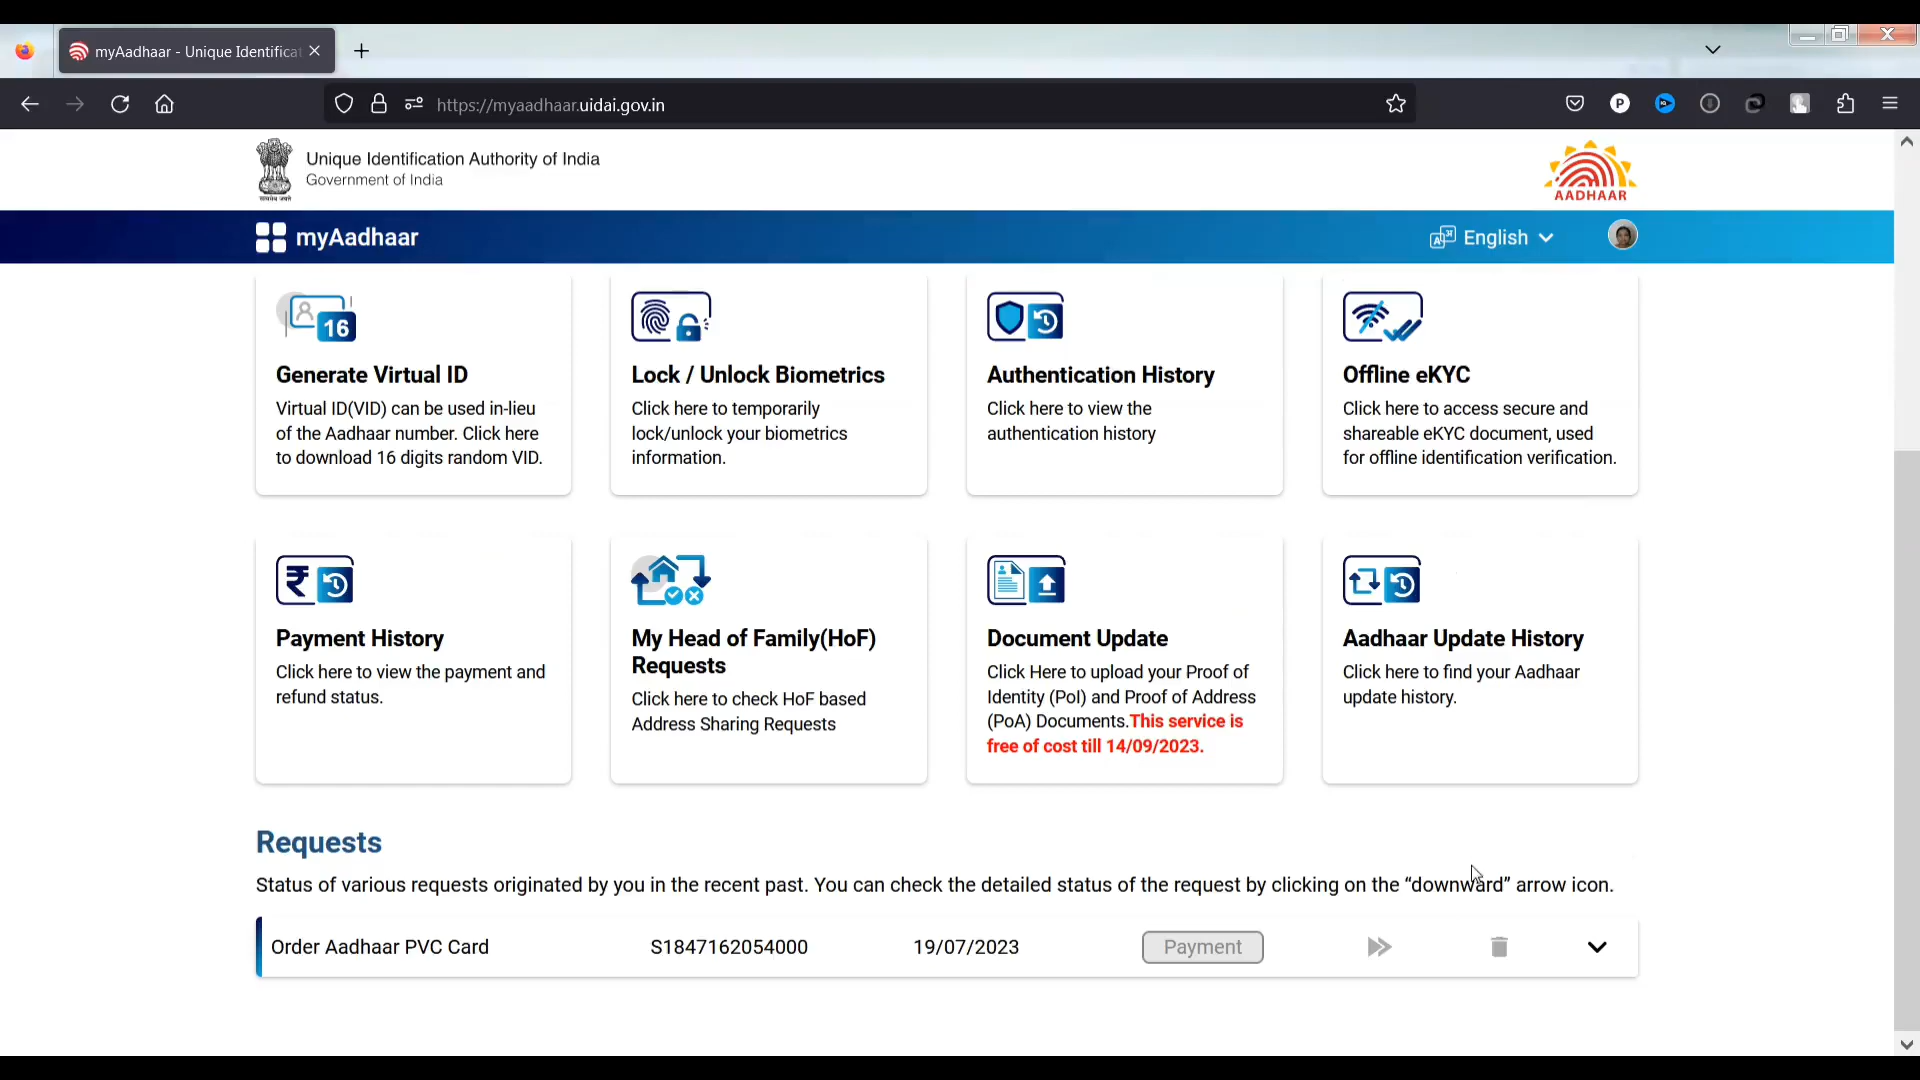 myAadhaar - Unique Identificat
https://myaadhaar.uidai.gov.in
P
Unique Identification Authority of India
Government of India
सत्यमेव जयते
AADHAAR
myAadhaar
English
16
Generate Virtual ID
Virtual ID(VID) can be used in-lieu
of the Aadhaar number. Click here
to download 16 digits random VID.
Lock / Unlock Biometrics
Click here to temporarily
lock/unlock your biometrics
information.
Authentication History
Click here to view the
authentication history
Offline eKYC
Click here to access secure and
shareable eKYC document, used
for offline identification verification.
₹
Payment History
Click here to view the payment and
refund status.
My Head of Family(HoF)
Requests
Click here to check HoF based
Address Sharing Requests
Document Update
Click Here to upload your Proof of
Identity (PoI) and Proof of Address
(PoA) Documents.This service is
free of cost till 14/09/2023.
Aadhaar Update History
Click here to find your Aadhaar
update history.
Requests
Status of various requests originated by you in the recent past. You can check the detailed status of the request by clicking on the “downward” arrow icon.
Order Aadhaar PVC Card S1847162054000 19/07/2023 Payment